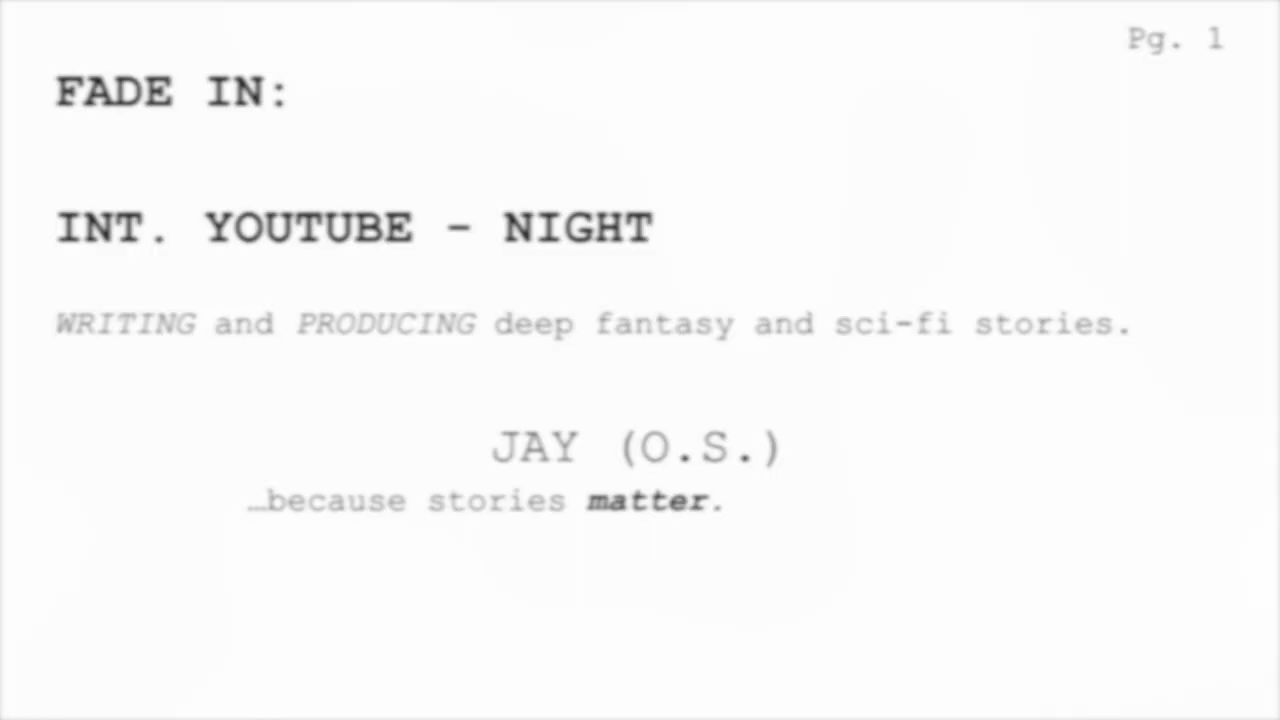 Pg. 1
FADE IN:
INT. YOUTUBE - NIGHT
WRITING and PRODUCING deep fantasy and sci-fi stories.
JAY (O.S.)
…because stories matter.